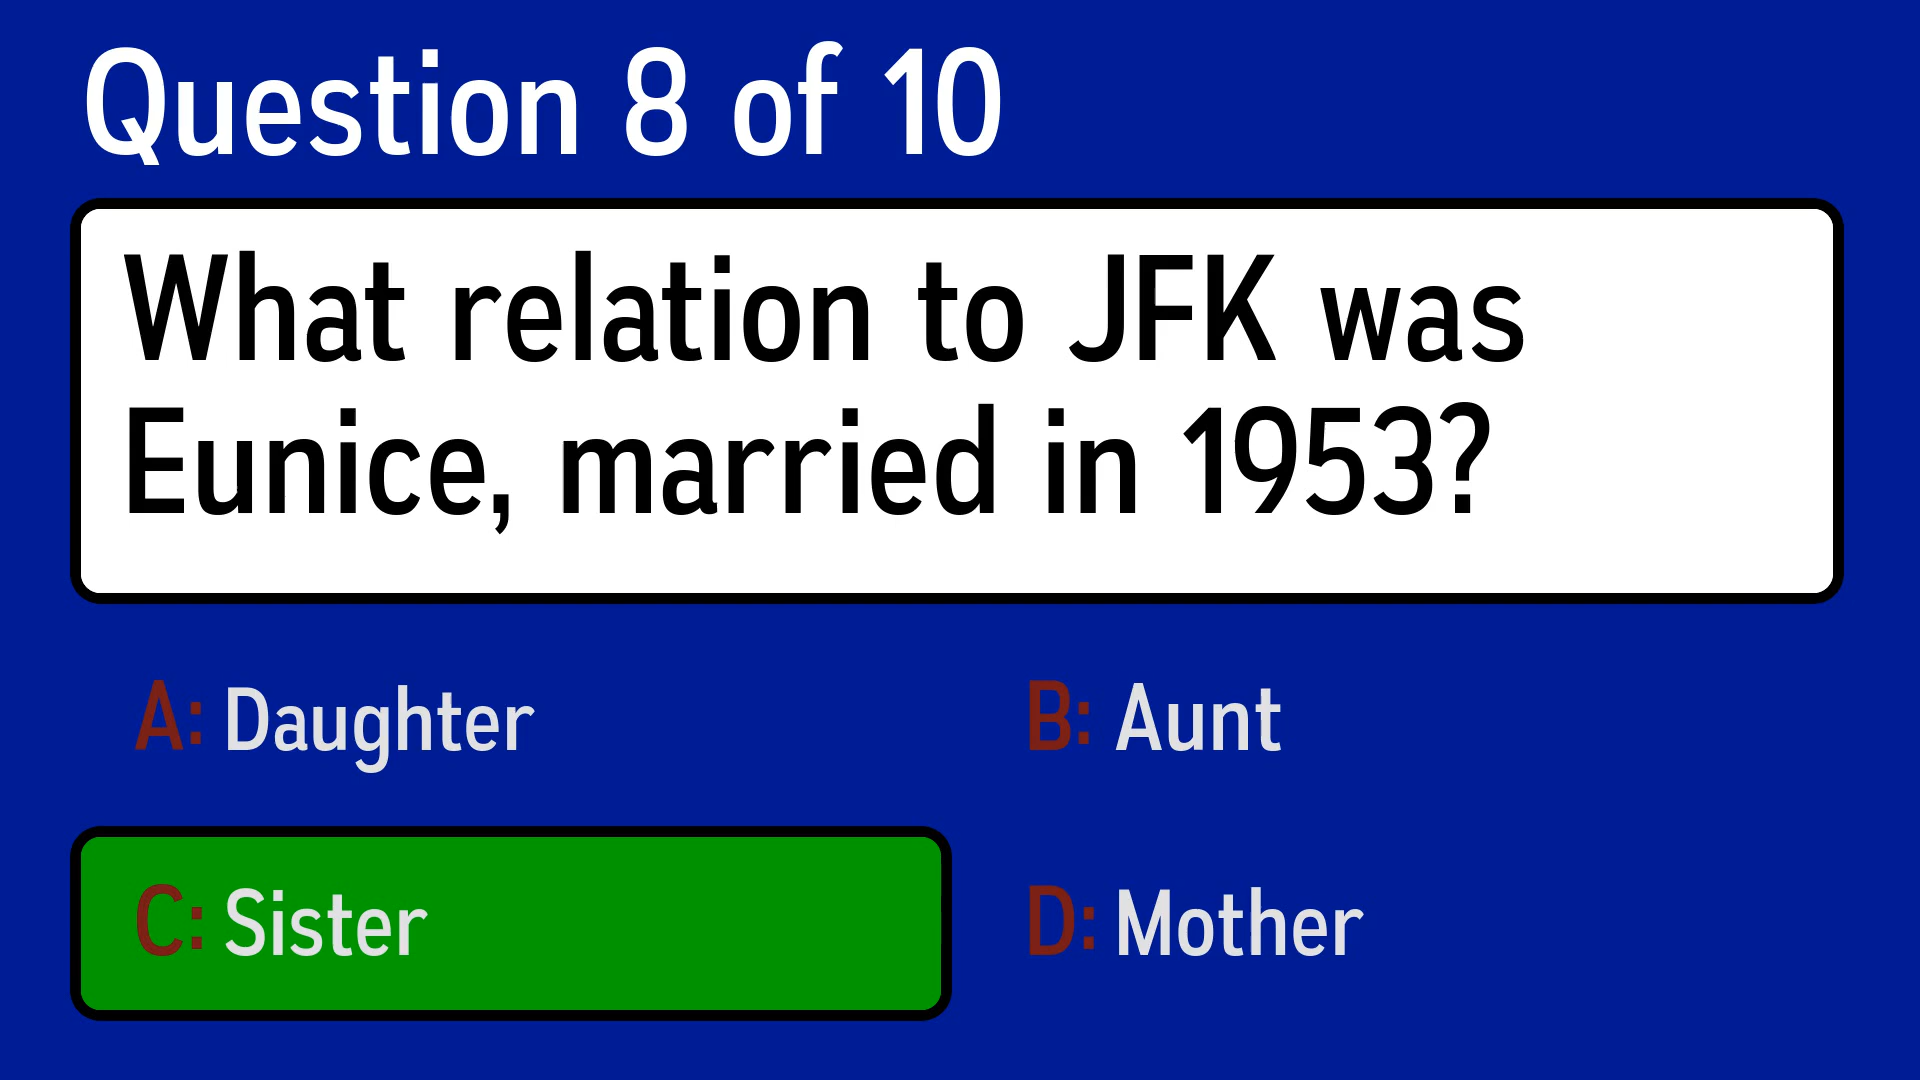 Question 8 of 10
What relation to JFK was
Eunice, married in 1953?
A: Daughter
B: Aunt
C: Sister
D: Mother